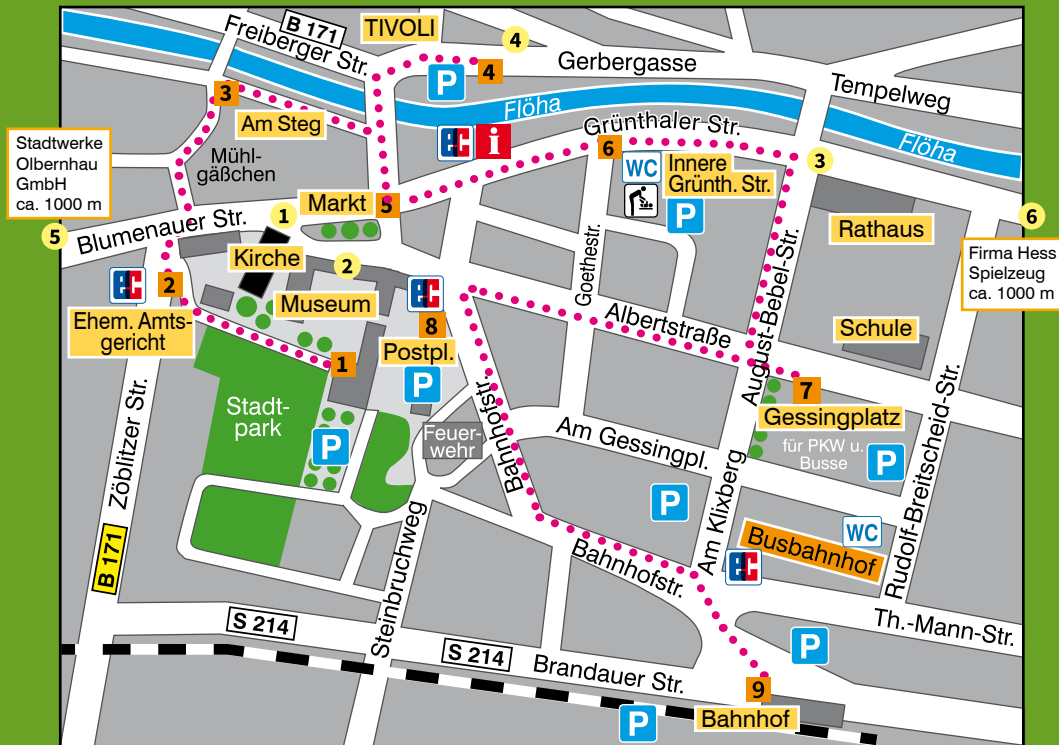 B 171
TIVOLI
Freiberger Str.
4
Gerbergasse
4
P
Tempelweg
3
Am Steg
Flöha
Grünthaler Str.
Flöha
Stadtwerke
Olbernhau
GmbH
ca. 1000 m
Mühl-
gäßchen
ec
i
6
WC
Innere
Grünth. Str.
3
P
Markt
5
1
Blumenauer Str.
5
6
Rathaus
Kirche
2
Firma Hess
Spielzeug
ca. 1000 m
ec
2
Museum
ec
Goethestr.
August-Bebel-Str.
Ehem. Amts-
gericht
8
Albertstraße
Schule
Postpl.
1
P
7
Gessingplatz
Stadt-
park
P
Feuer-
wehr
Bahnhofstr.
Am Gessingpl.
für PKW u.
Busse
P
Zöblitzer Str.
P
Am Klixberg
Rudolf-Breitscheid-Str.
WC
Busbahnhof
ec
B 171
Steinbruchweg
Bahnhofstr.
Th.-Mann-Str.
S 214
P
S 214
Brandauer Str.
9
P
Bahnhof